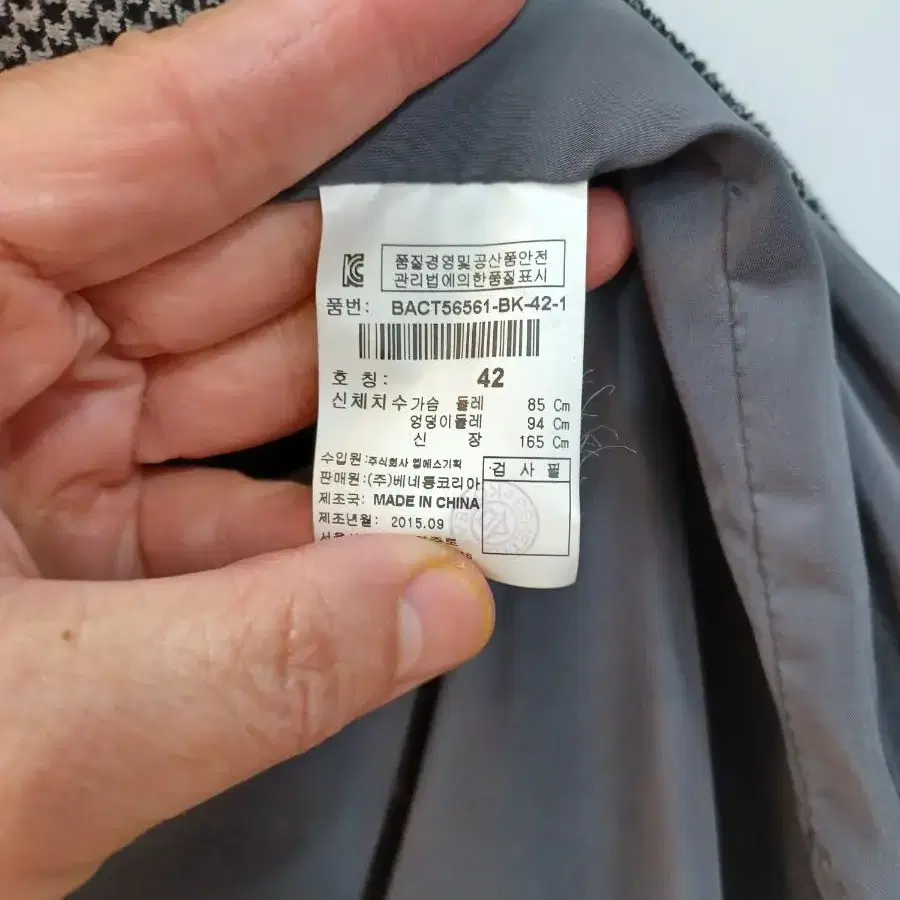 품질경영및공산품안전
관리법에의한품질표시
품번: BACT56561-BK-42-1
호 칭: 42
신체치수 가슴 둘레 85 Cm
엉덩이둘레 94 Cm
신 장 165 Cm
수입원: 주식회사 엠에스기획
판매원: (주)베네통코리아
제조국: MADE IN CHINA
제조년월: 2015.09
검 사 필